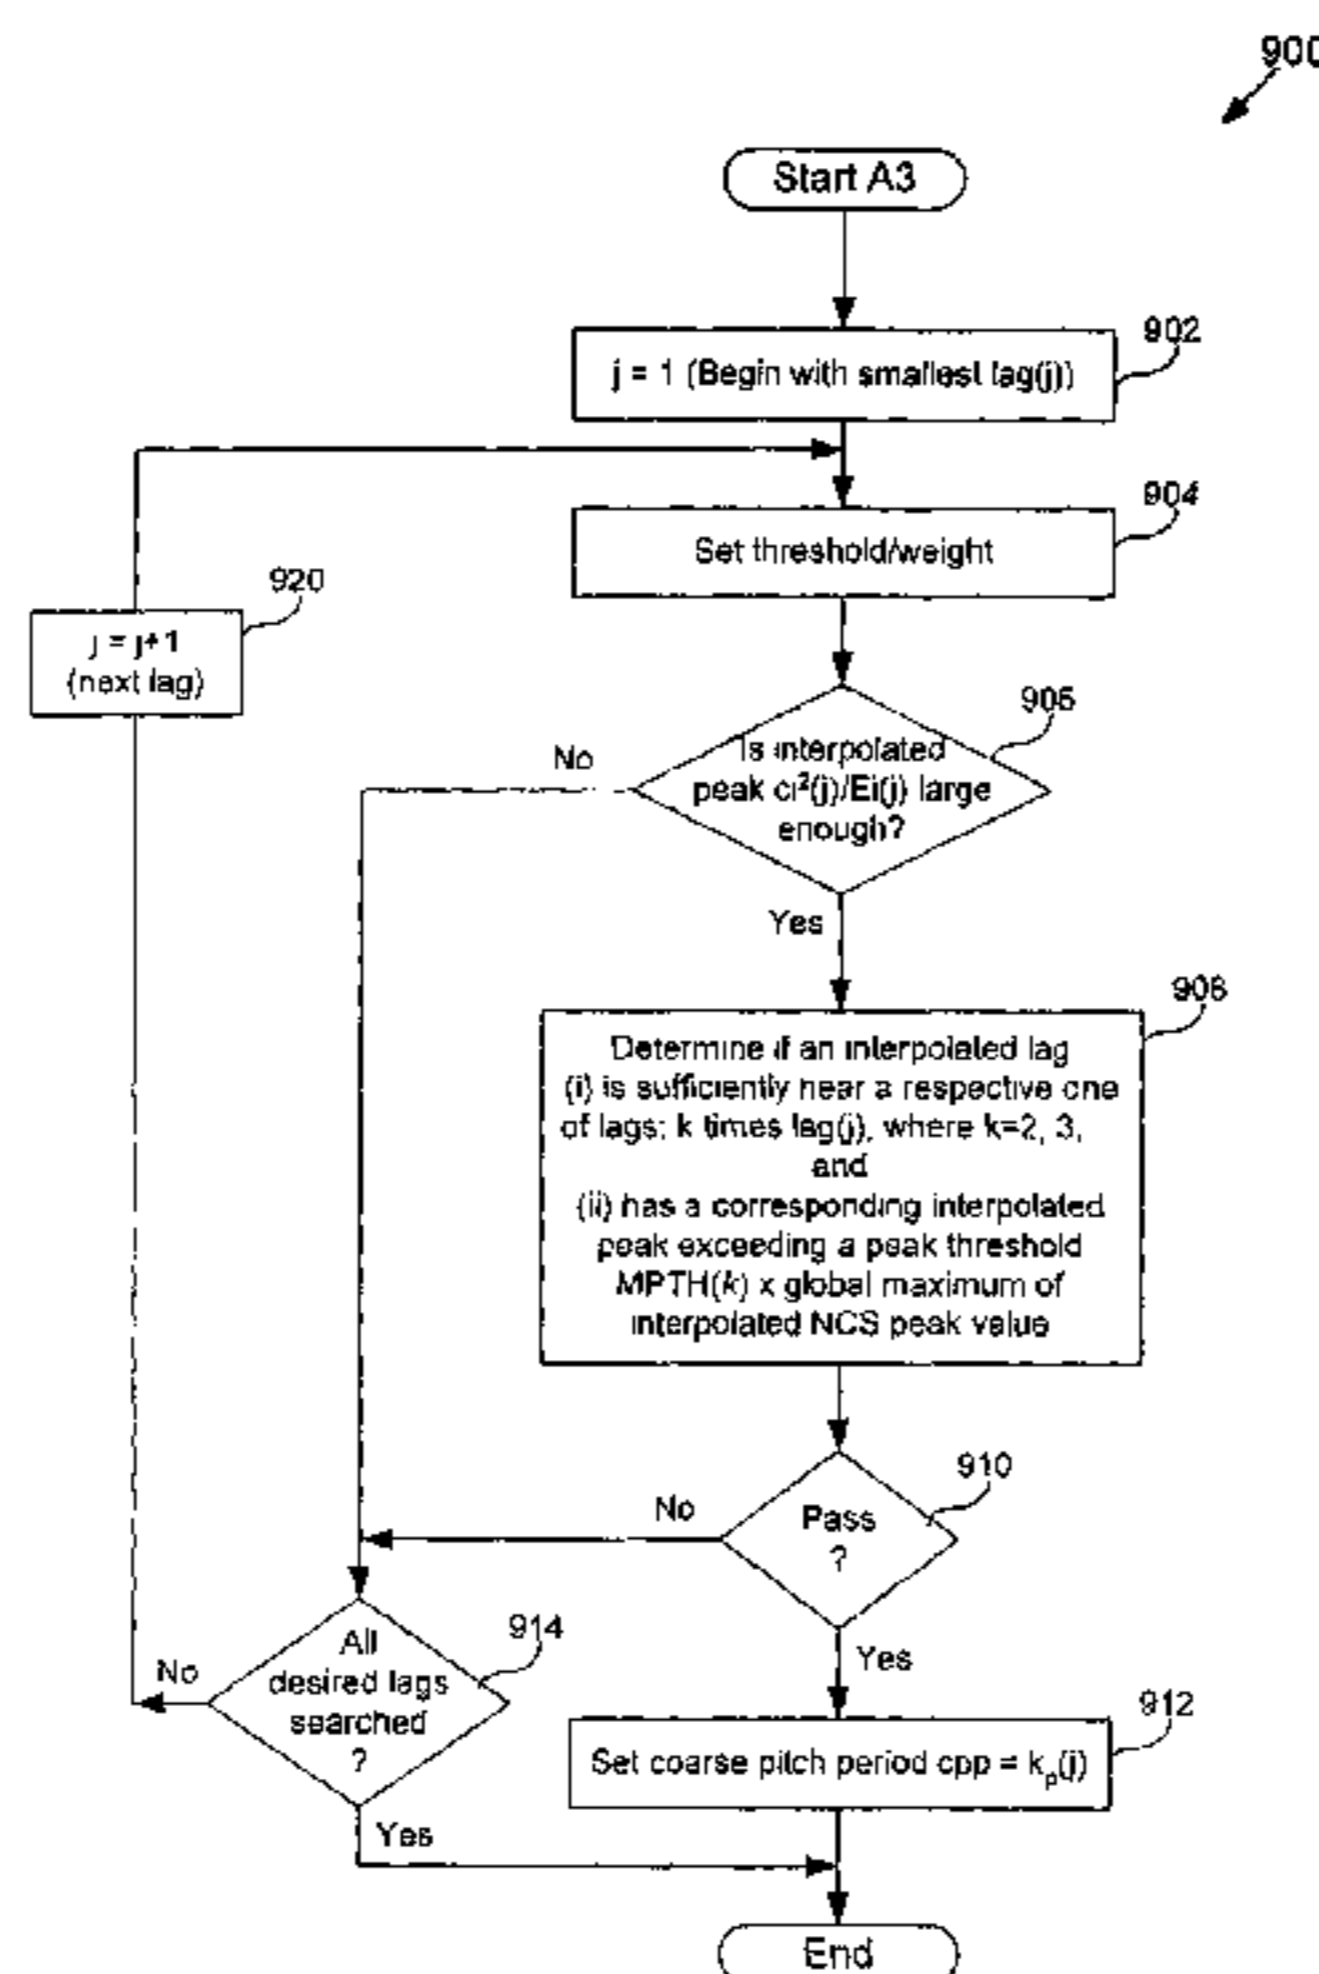 900
Start A3
902
j = 1 (Begin with smallest lag(j))
904
Set threshold/weight
920
j = j+1
(next lag)
906
No
Is interpolated
peak ci²(j)/Ei(j) large
enough?
Yes
908
Determine if an interpolated lag
(i) is sufficiently near a respective one
of lags: k times lag(j), where k=2, 3,
and
(ii) has a corresponding interpolated
peak exceeding a peak threshold
MPTH(k) x global maximum of
interpolated NCS peak value
910
No
Pass
?
914
All
desired lags
searched
?
No
Yes
912
Set coarse pitch period cpp = kp(j)
Yes
End